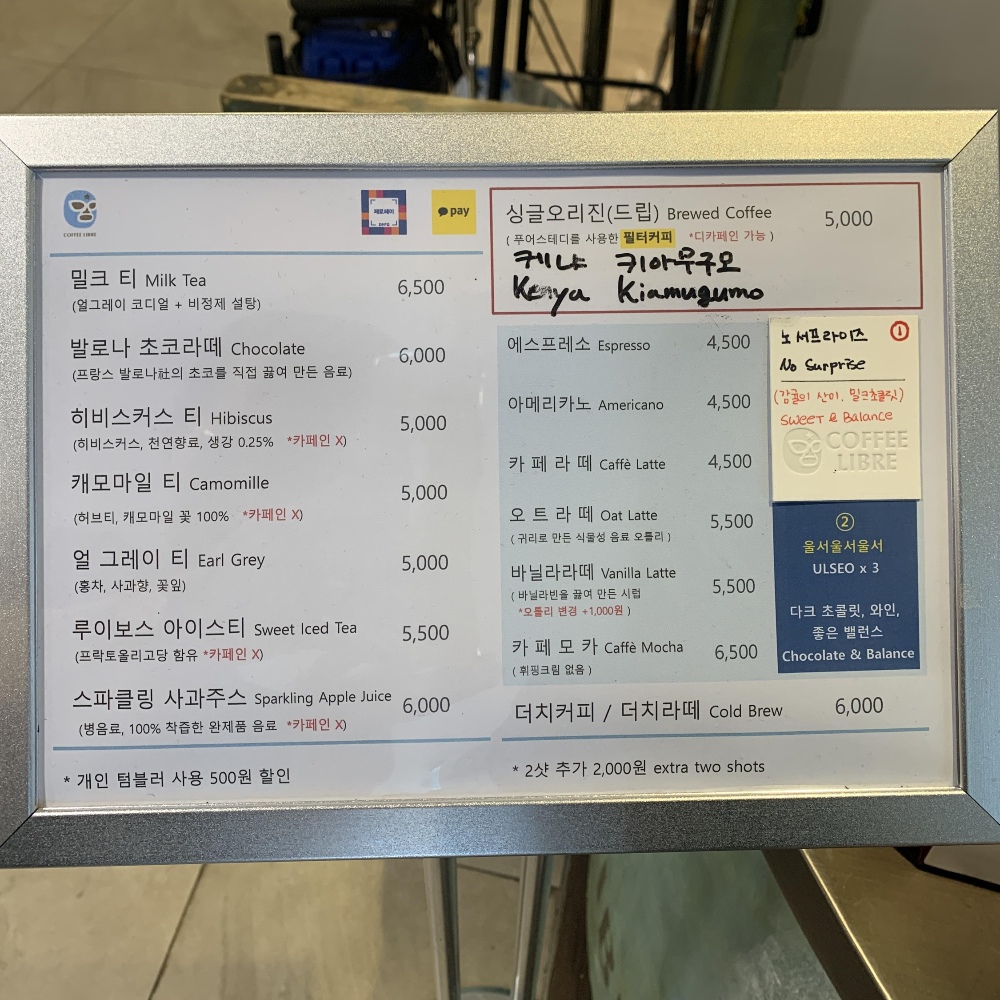 COFFEE LIBRE
제로페이
pay
밀크 티 Milk Tea 6,500
(얼그레이 코디얼 + 비정제 설탕)
발로나 초코라떼 Chocolate 6,000
(프랑스 발로나社의 초코를 직접 끓여 만든 음료)
히비스커스 티 Hibiscus 5,000
(히비스커스, 천연향료, 생강 0.25% *카페인 X)
캐모마일 티 Camomille 5,000
(허브티, 캐모마일 꽃 100% *카페인 X)
얼 그레이 티 Earl Grey 5,000
(홍차, 사과향, 꽃잎)
루이보스 아이스티 Sweet Iced Tea 5,500
(프락토올리고당 함유 *카페인 X)
스파클링 사과주스 Sparkling Apple Juice 6,000
(병음료, 100% 착즙한 완제품 음료 *카페인 X)
* 개인 텀블러 사용 500원 할인
싱글오리진(드립) Brewed Coffee 5,000
( 푸어스테디를 사용한 필터커피 *디카페인 가능 )
케냐 키아무구모
Kenya Kiamugumo
에스프레소 Espresso 4,500
아메리카노 Americano 4,500
카 페 라 떼 Caffè Latte 4,500
오 트 라 떼 Oat Latte 5,500
( 귀리로 만든 식물성 음료 오틀리 )
바닐라라떼 Vanilla Latte 5,500
( 바닐라빈을 끓여 만든 시럽
*오틀리 변경 +1,000원 )
카 페 모 카 Caffè Mocha 6,500
( 휘핑크림 없음 )
더치커피 / 더치라떼 Cold Brew 6,000
* 2샷 추가 2,000원 extra two shots
노 서프라이즈 ①
No Surprise
(감귤의 산미, 밀크초콜릿)
SWEET & Balance
COFFEE
LIBRE
②
울서울서울서
ULSEO x 3
다크 초콜릿, 와인,
좋은 밸런스
Chocolate & Balance